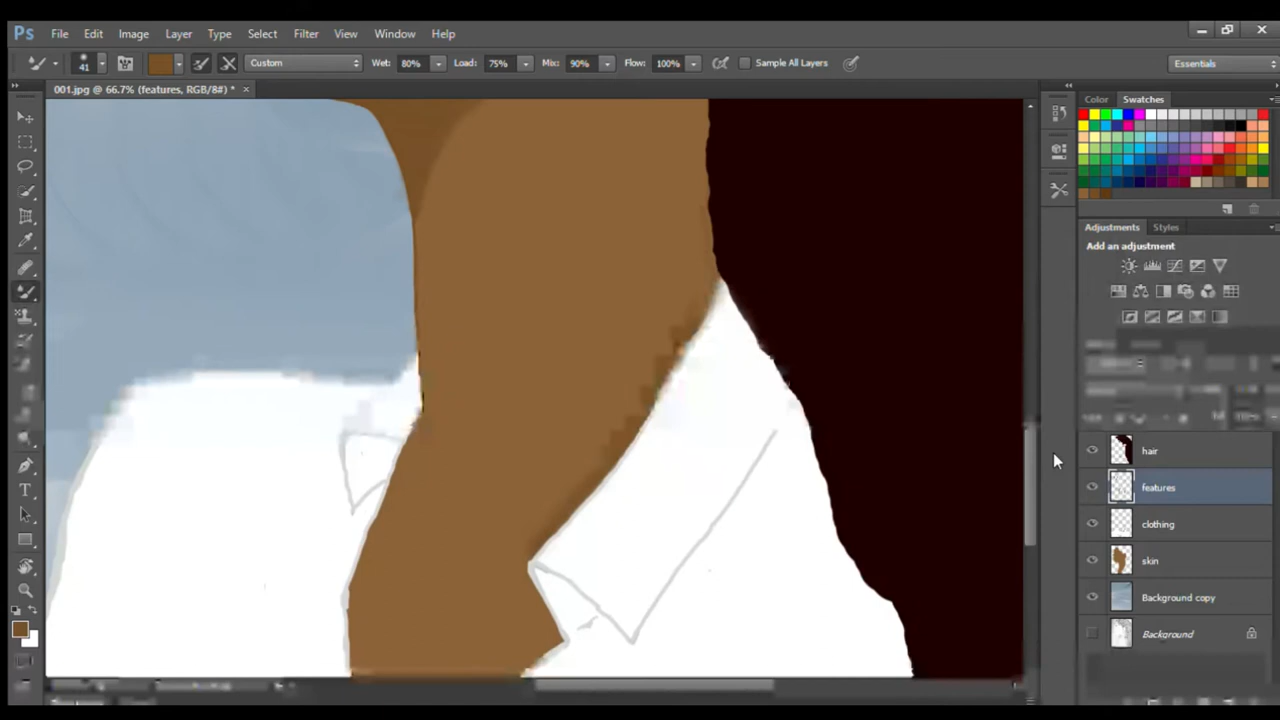 Ps File Edit Image Layer Type Select Filter View Window Help
41 Custom Wet: 80% Load: 75% Mix: 90% Flow: 100% Sample All Layers Essentials
001.jpg @ 66.7% (features, RGB/8#) * ×
Color Swatches
Adjustments Styles
Add an adjustment
hair
features
clothing
skin
Background copy
Background